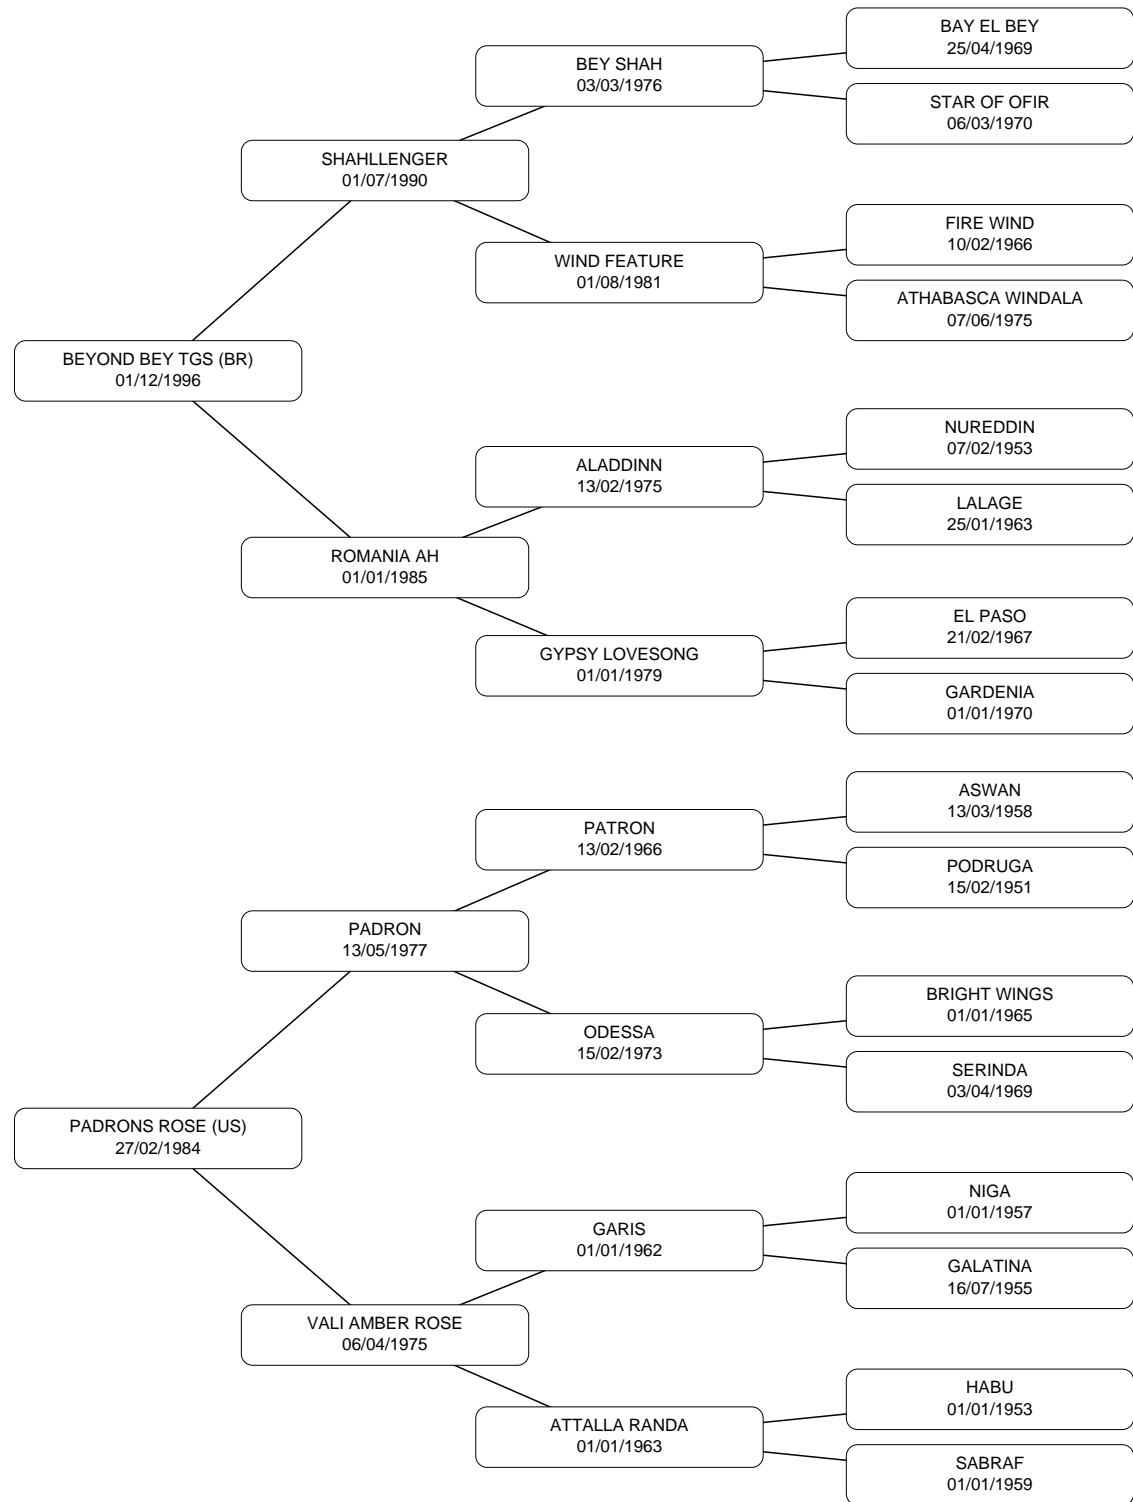 BAY EL BEY
25/04/1969
BEY SHAH
03/03/1976
STAR OF OFIR
06/03/1970
SHAHLLENGER
01/07/1990
FIRE WIND
10/02/1966
WIND FEATURE
01/08/1981
ATHABASCA WINDALA
07/06/1975
BEYOND BEY TGS (BR)
01/12/1996
NUREDDIN
07/02/1953
ALADDINN
13/02/1975
LALAGE
25/01/1963
ROMANIA AH
01/01/1985
EL PASO
21/02/1967
GYPSY LOVESONG
01/01/1979
GARDENIA
01/01/1970
ASWAN
13/03/1958
PATRON
13/02/1966
PODRUGA
15/02/1951
PADRON
13/05/1977
BRIGHT WINGS
01/01/1965
ODESSA
15/02/1973
SERINDA
03/04/1969
PADRONS ROSE (US)
27/02/1984
NIGA
01/01/1957
GARIS
01/01/1962
GALATINA
16/07/1955
VALI AMBER ROSE
06/04/1975
HABU
01/01/1953
ATTALLA RANDA
01/01/1963
SABRAF
01/01/1959